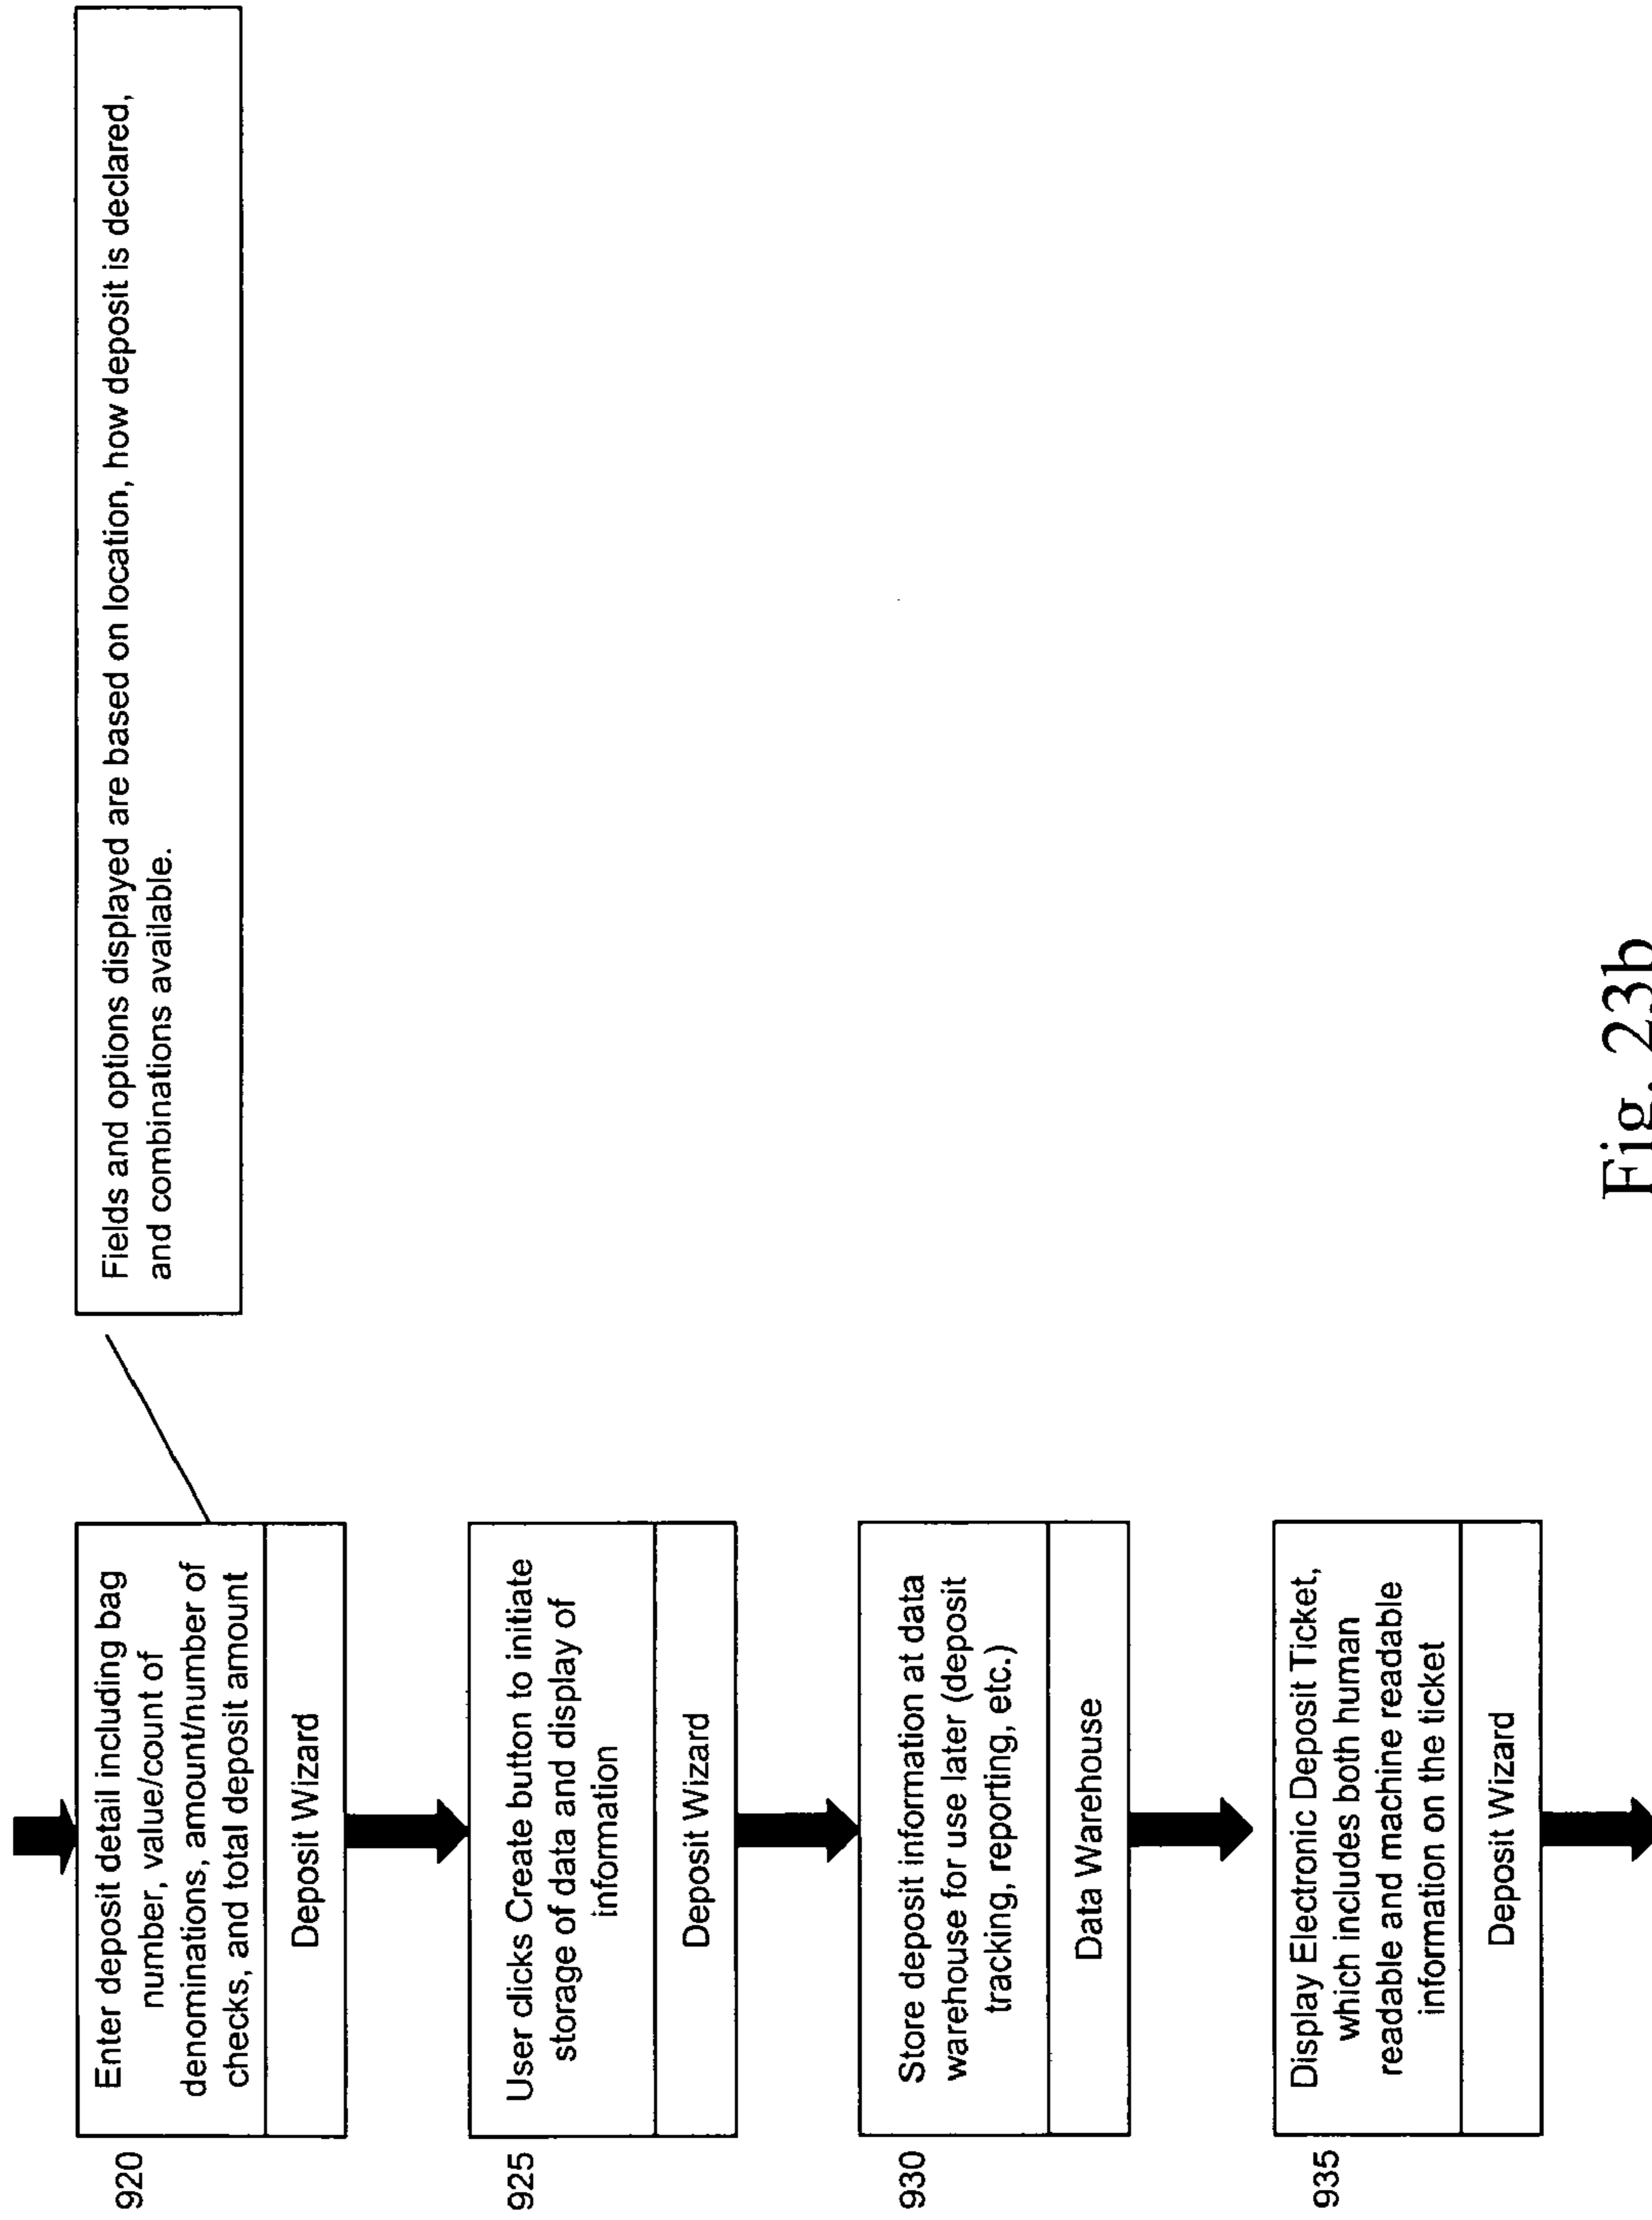 920
Enter deposit detail including bag
number, value/count of
denominations, amount/number of
checks, and total deposit amount
Deposit Wizard
Fields and options displayed are based on location, how deposit is declared,
and combinations available.
925
User clicks Create button to initiate
storage of data and display of
information
Deposit Wizard
930
Store deposit information at data
warehouse for use later (deposit
tracking, reporting, etc.)
Data Warehouse
935
Display Electronic Deposit Ticket,
which includes both human
readable and machine readable
information on the ticket
Deposit Wizard
Fig. 23b